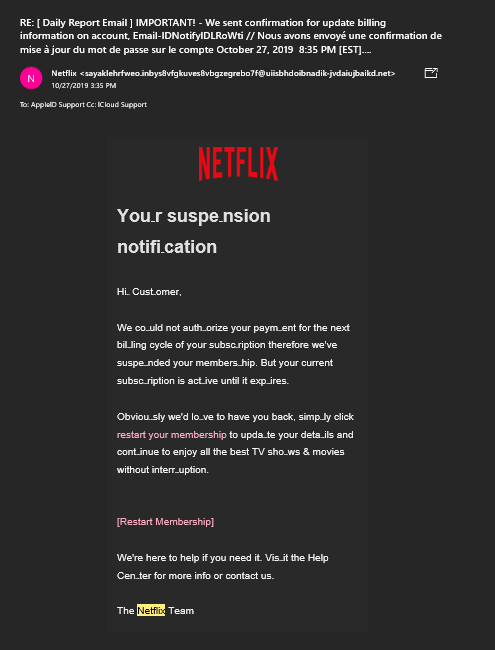 RE: [ Daily Report Email ] IMPORTANT! - We sent confirmation for update billing
information on account, Email-IDNotifyIDLRoWti // Nous avons envoyé une confirmation de
mise à jour du mot de passe sur le compte October 27, 2019  8:35 PM [EST]....
N
Netflix <sayaklehrfweo.inbys8vfgkuves8vbgzegrebo7f@uiisbhdoibnadik-jvdaiujbaikd.net>
10/27/2019 3:35 PM
To: AppleID Support Cc: ICloud Support
NETFLIX
You.r suspe.nsion
notifi.cation
Hi. Cust.omer,
We co.uld not auth.orize your paym.ent for the next
bil.ling cycle of your subsc.ription therefore we've
suspe.nded your members.hip. But your current
subsc.ription is act.ive until it exp.ires.
Obviou.sly we'd lo.ve to have you back, simp.ly click
restart your membership to upda.te your deta.ils and
cont.inue to enjoy all the best TV sho.ws & movies
without interr.uption.
[Restart Membership]
We're here to help if you need it. Vis.it the Help
Cen.ter for more info or contact us.
The Netflix Team